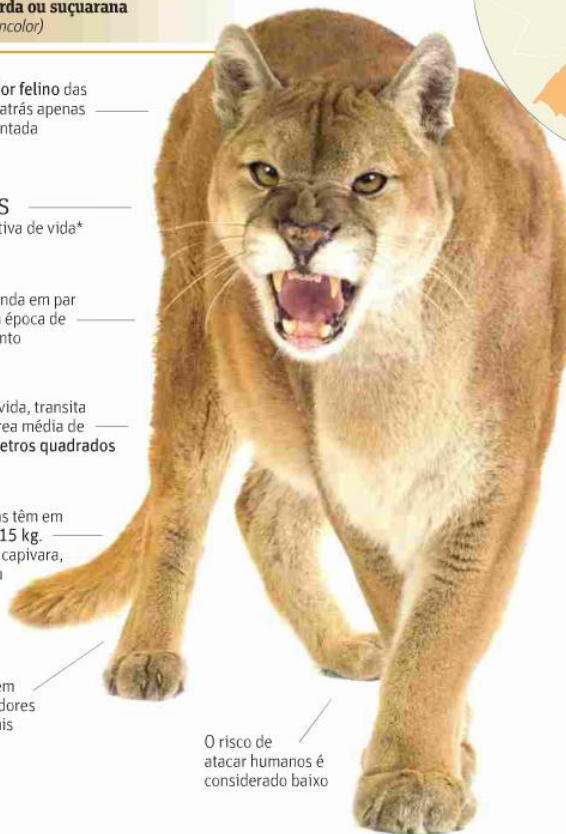 rda ou suçuarana
ncolor)
or felino das
atrás apenas
ntada
S
tiva de vida*
nda em par
época de
nto
vida, transita
rea média de
etros quadrados
as têm em
15 kg.
capivara,
em
dores
is
O risco de
atacar humanos é
considerado baixo